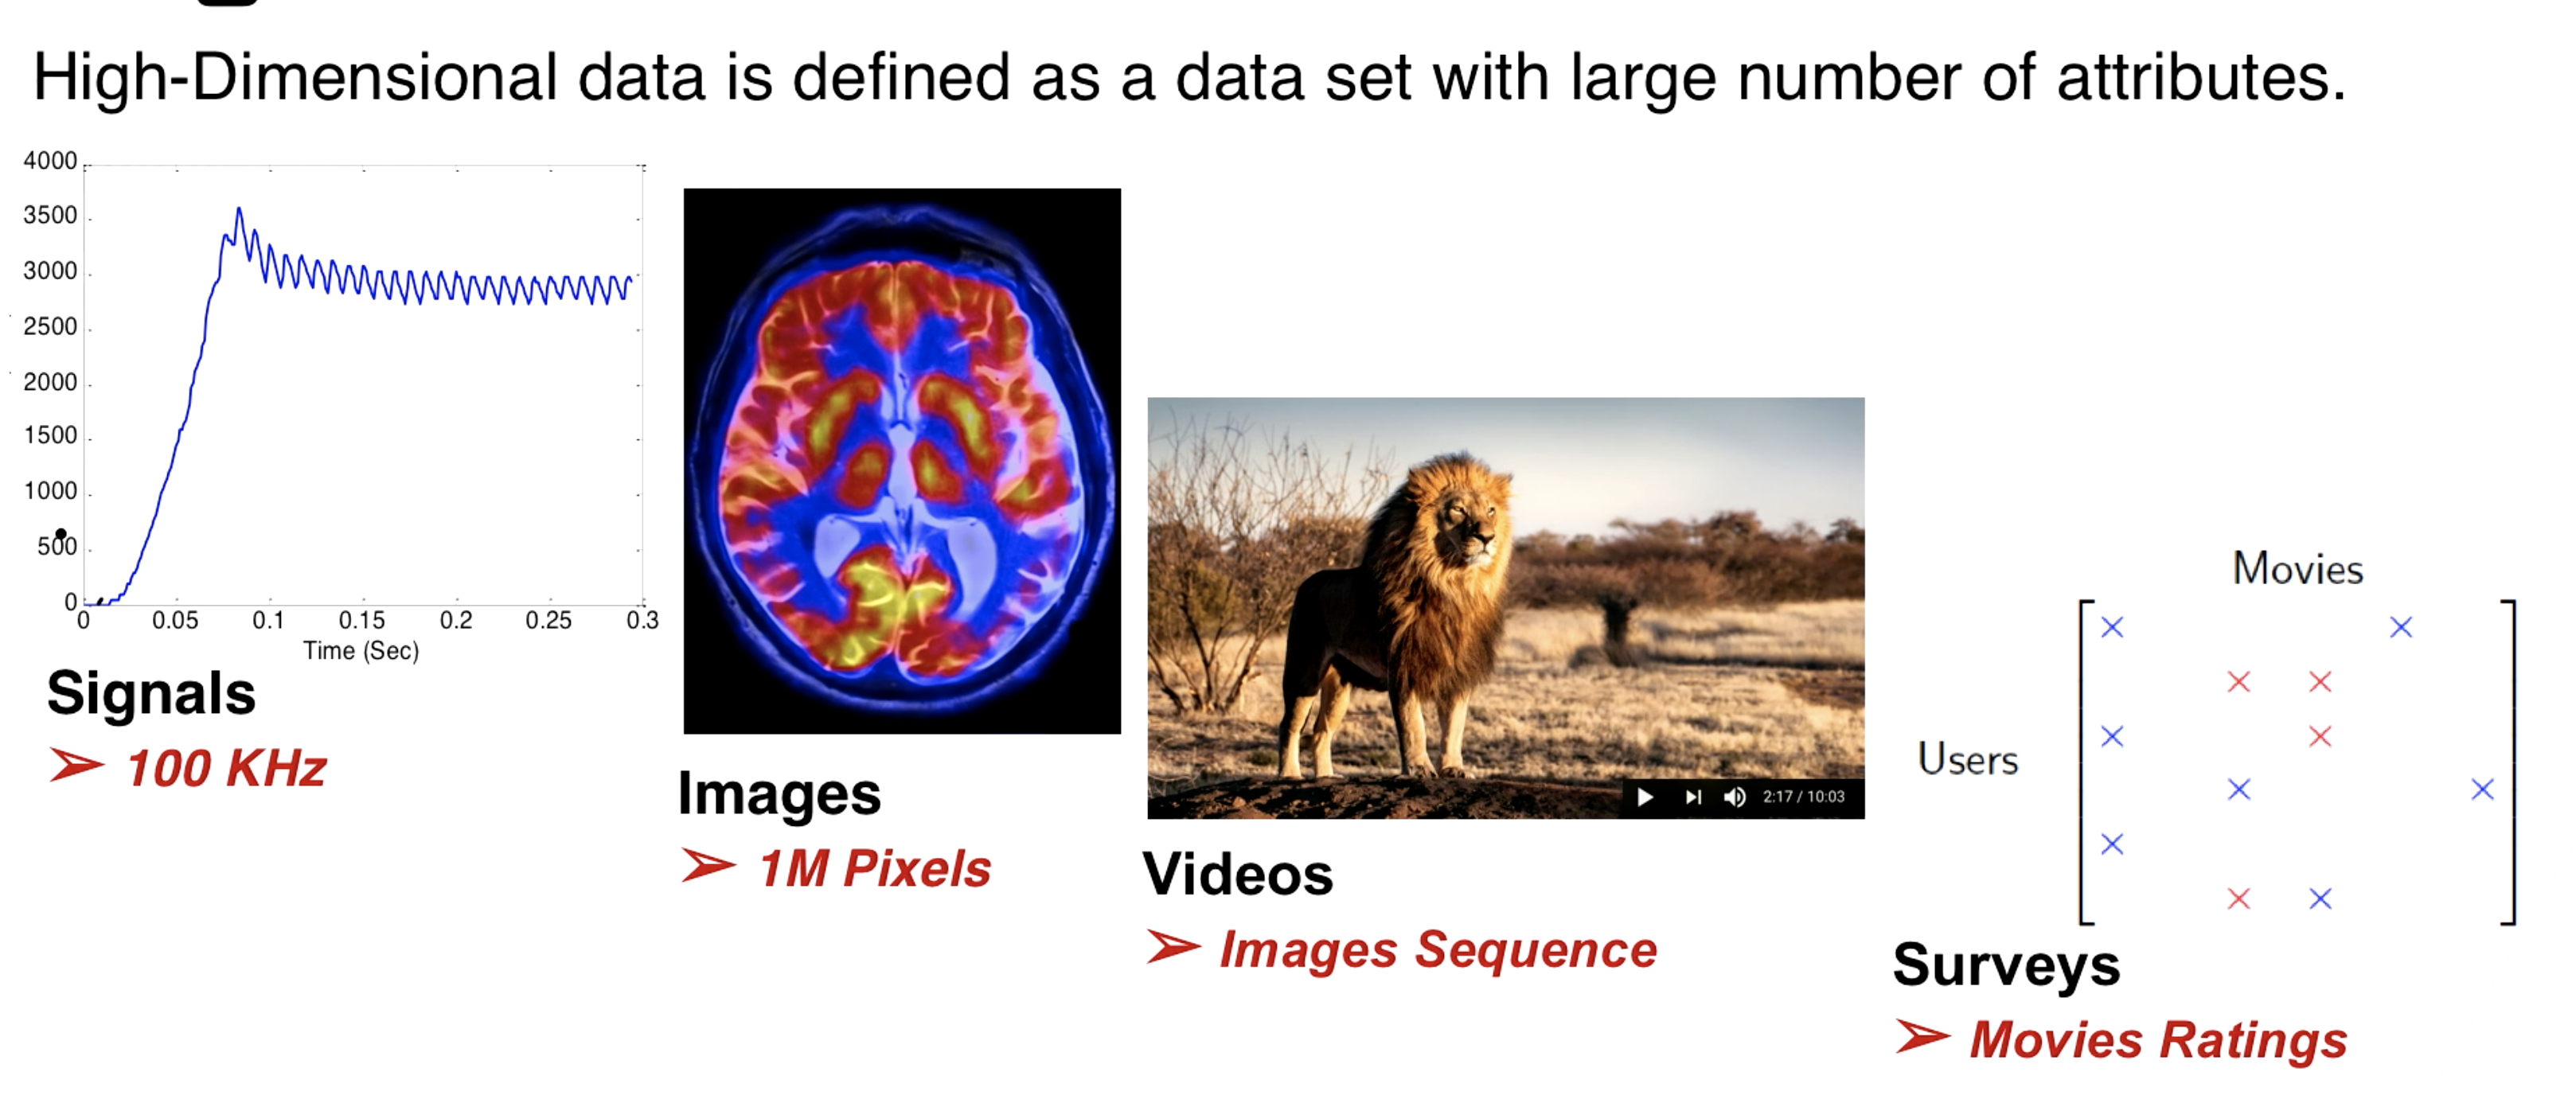 High-Dimensional data is defined as a data set with large number of attributes.
4000
3500
3000
2500
2000
1500
1000
500
0
0 0.05 0.1 0.15 0.2 0.25 0.3
Time (Sec)
Signals
➢ 100 KHz
Images
➢ 1M Pixels
2:17 / 10:03
Videos
➢ Images Sequence
Movies
Users
Surveys
➢ Movies Ratings